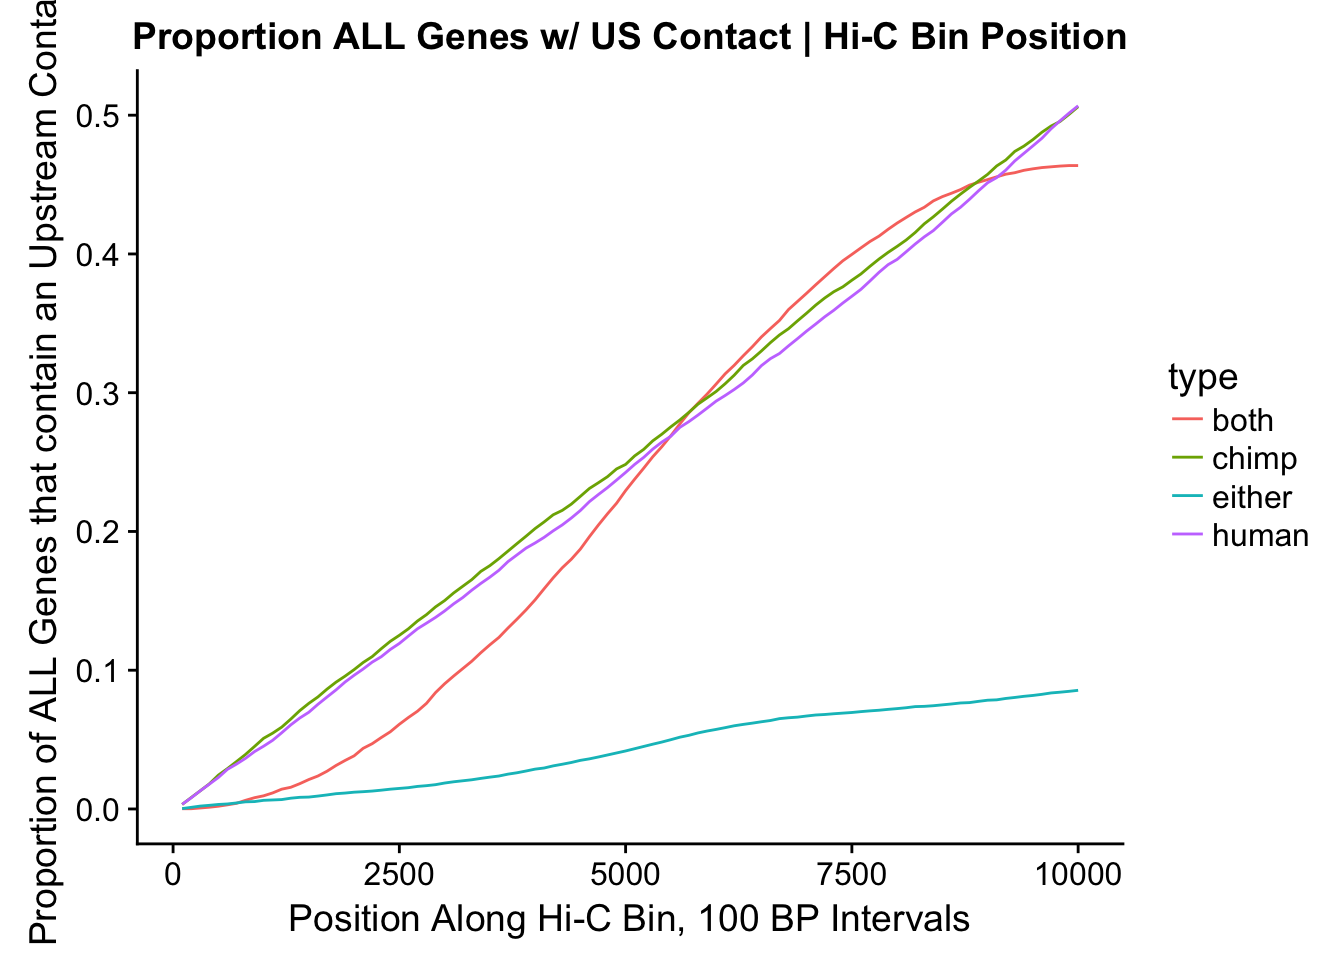 Proportion ALL Genes w/ US Contact | Hi-C Bin Position
Proportion of ALL Genes that contain an Upstream Conta
0.5
0.4
0.3
0.2
0.1
0.0
0 2500 5000 7500 10000
Position Along Hi-C Bin, 100 BP Intervals
type
both
chimp
either
human